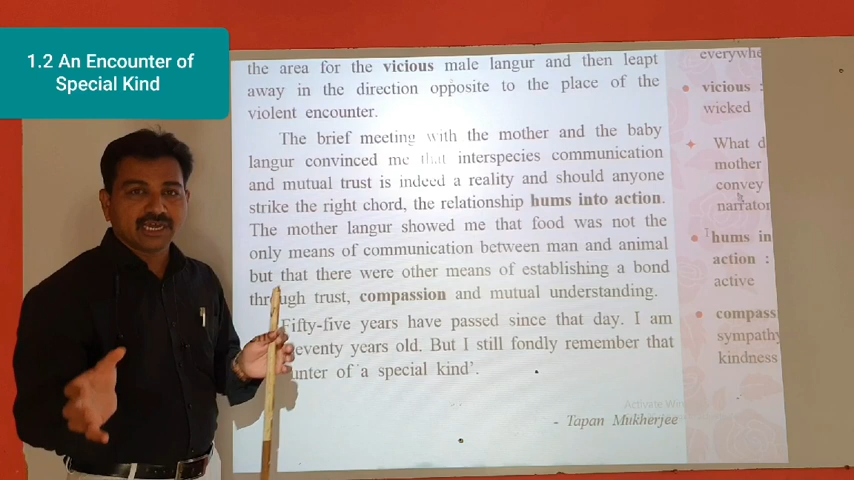 1.2 An Encounter of
Special Kind
the area for the vicious male langur and then leapt
away in the direction opposite to the place of the
violent encounter.
The brief meeting with the mother and the baby
langur convinced me that interspecies communication
and mutual trust is indeed a reality and should anyone
strike the right chord, the relationship hums into action.
The mother langur showed me that food was not the
only means of communication between man and animal
but that there were other means of establishing a bond
through trust, compassion and mutual understanding.
Fifty-five years have passed since that day. I am
seventy years old. But I still fondly remember that
unter of 'a special kind'.
- Tapan Mukherjee
everywhe
vicious :
wicked
What d
mother
convey
narrator
hums in
action :
active
compass
sympathy
kindness
Activate Win